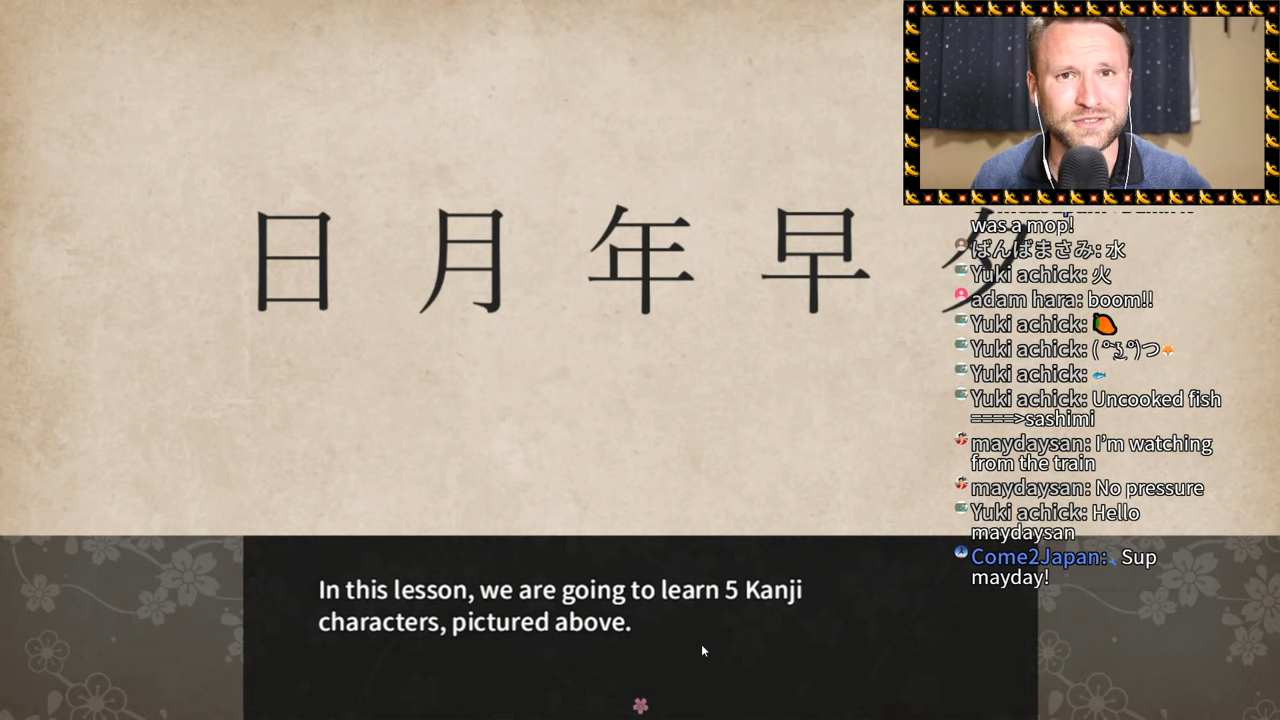 日 月 年 早 夕
was a mop!
ばんばまさみ: 水
Yuki achick: 火
adam hara: boom!!
Yuki achick: 🥭
Yuki achick: ( ͡° ͜ʖ ͡°)つ🦊
Yuki achick: 🐟
Yuki achick: Uncooked fish
====>sashimi
maydaysan: I'm watching
from the train
maydaysan: No pressure
Yuki achick: Hello
maydaysan
Come2Japan: Sup
mayday!
In this lesson, we are going to learn 5 Kanji
characters, pictured above.